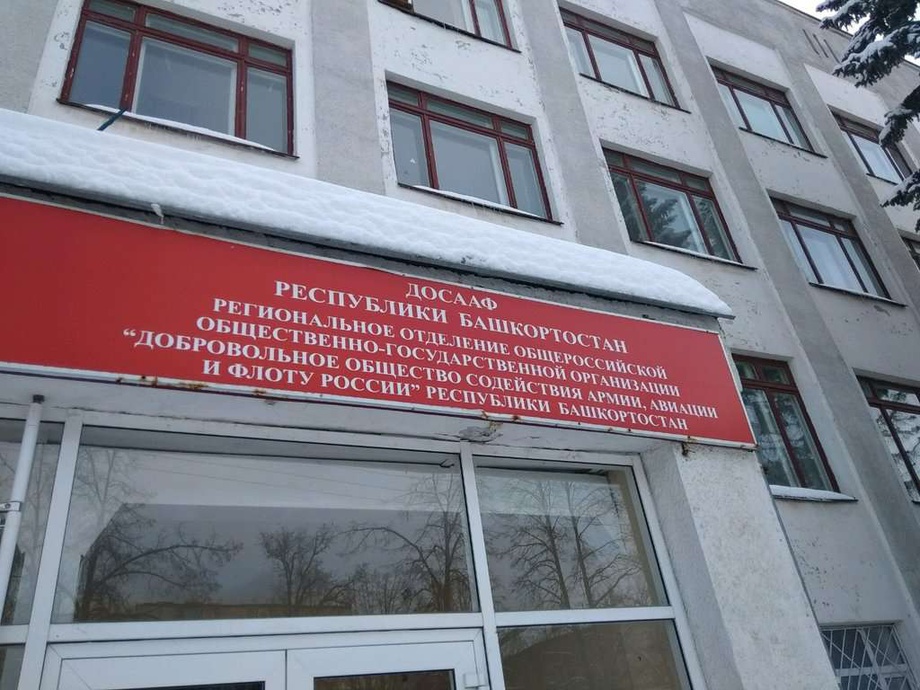 ДОСААФ
РЕСПУБЛИКИ БАШКОРТОСТАН
РЕГИОНАЛЬНОЕ ОТДЕЛЕНИЕ ОБЩЕРОССИЙСКОЙ
ОБЩЕСТВЕННО-ГОСУДАРСТВЕННОЙ ОРГАНИЗАЦИИ
“ДОБРОВОЛЬНОЕ ОБЩЕСТВО СОДЕЙСТВИЯ АРМИИ, АВИАЦИИ
И ФЛОТУ РОССИИ” РЕСПУБЛИКИ БАШКОРТОСТАН